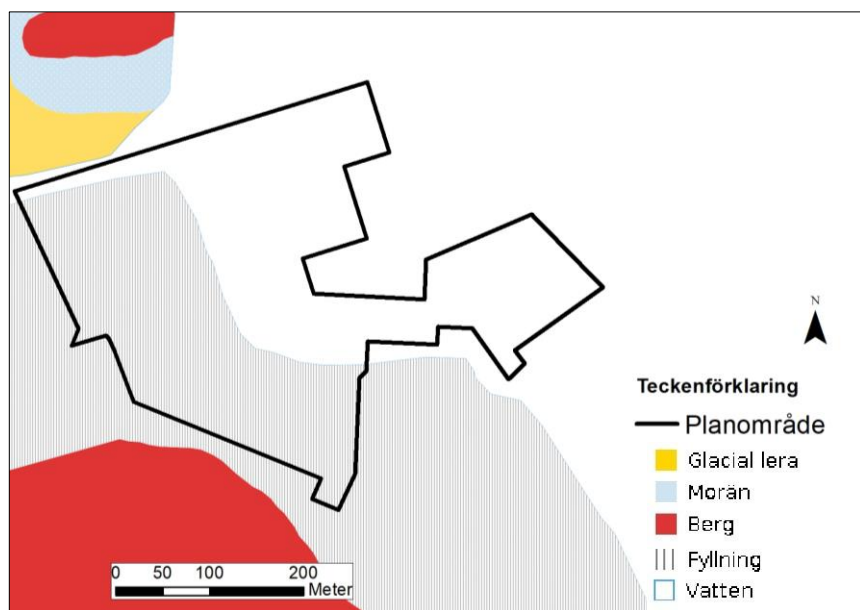 N
Teckenförklaring
Planområde
Glacial lera
Morän
Berg
Fyllning
Vatten
0 50 100 200
Meter